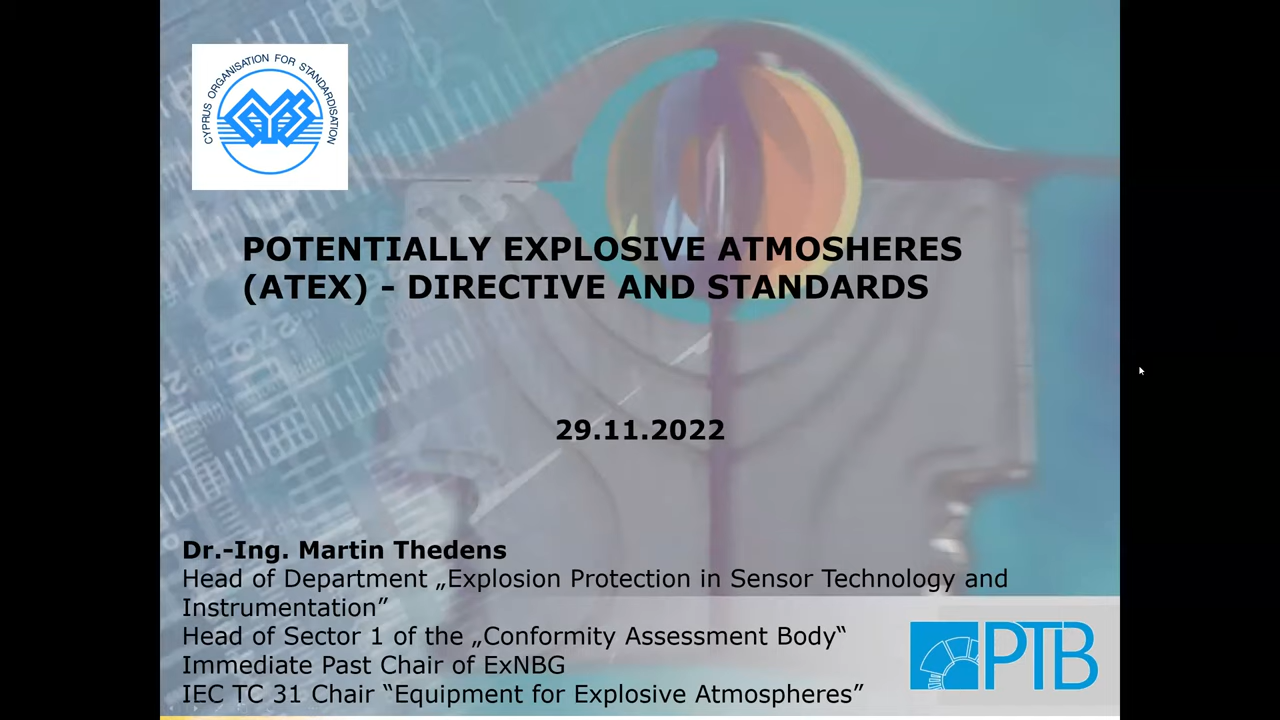 CYPRUS ORGANISATION FOR STANDARDISATION
CYS
POTENTIALLY EXPLOSIVE ATMOSHERES
(ATEX) - DIRECTIVE AND STANDARDS
29.11.2022
Dr.-Ing. Martin Thedens
Head of Department „Explosion Protection in Sensor Technology and
Instrumentation”
Head of Sector 1 of the „Conformity Assessment Body“
Immediate Past Chair of ExNBG
IEC TC 31 Chair “Equipment for Explosive Atmospheres”
PTB